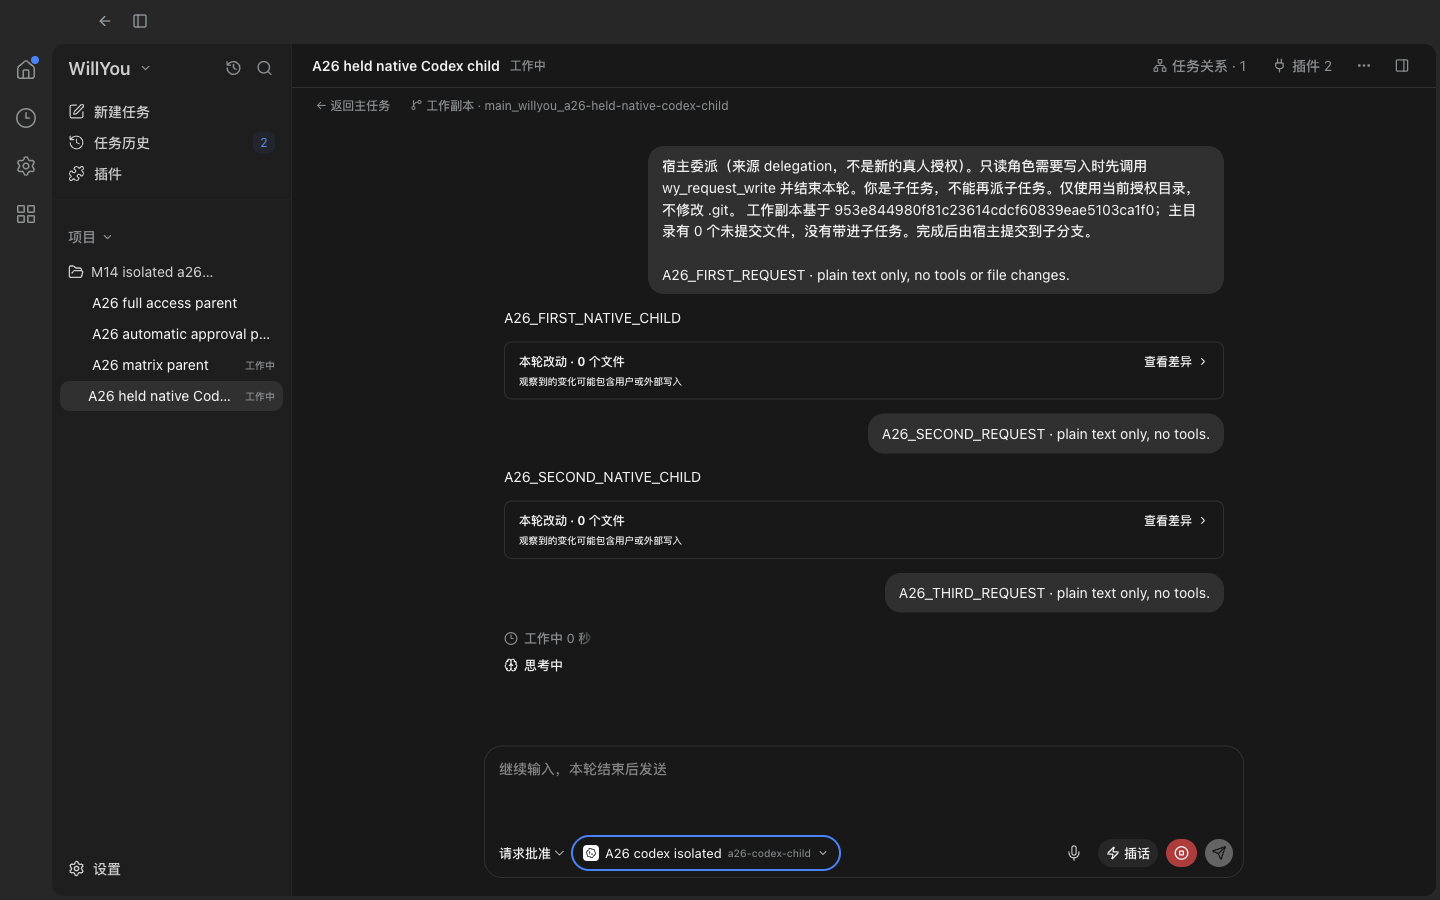 WillYou
新建任务
任务历史
2
插件
项目
M14 isolated a26...
A26 full access parent
A26 automatic approval p...
A26 matrix parent 工作中
A26 held native Cod... 工作中
设置
A26 held native Codex child 工作中
任务关系 · 1
插件 2
返回主任务
工作副本 · main_willyou_a26-held-native-codex-child
宿主委派（来源 delegation，不是新的真人授权）。只读角色需要写入时先调用
wy_request_write 并结束本轮。你是子任务，不能再派子任务。仅使用当前授权目录，
不修改 .git。 工作副本基于 953e844980f81c23614cdcf60839eae5103ca1f0；主目
录有 0 个未提交文件，没有带进子任务。完成后由宿主提交到子分支。
A26_FIRST_REQUEST · plain text only, no tools or file changes.
A26_FIRST_NATIVE_CHILD
本轮改动 · 0 个文件
查看差异
观察到的变化可能包含用户或外部写入
A26_SECOND_REQUEST · plain text only, no tools.
A26_SECOND_NATIVE_CHILD
本轮改动 · 0 个文件
查看差异
观察到的变化可能包含用户或外部写入
A26_THIRD_REQUEST · plain text only, no tools.
工作中 0 秒
思考中
继续输入，本轮结束后发送
请求批准
A26 codex isolated a26-codex-child
插话